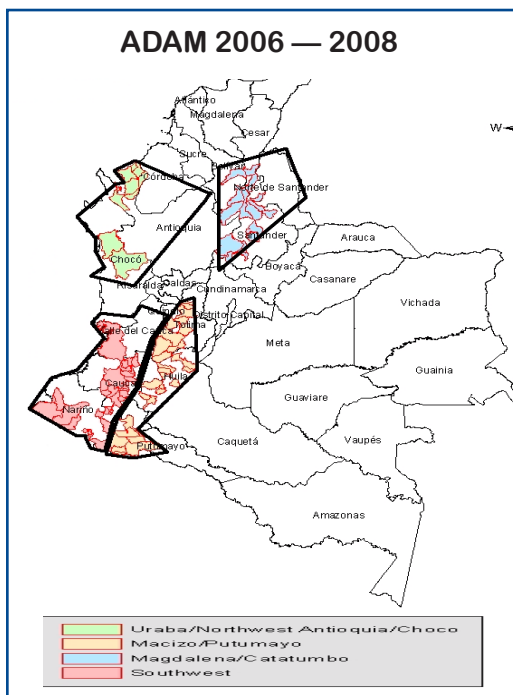 ADAM 2006 — 2008
Atlántico
Magdalena
Cesar
W
Sucre
Bolívar
Córdoba
Norte de Santander
Antioquia
Santander
Arauca
Chocó
Boyacá
Risaralda
Caldas
Casanare
Cundinamarca
Vichada
Distrito Capital
Valle del Cauca
Tolima
Meta
Guainia
Cauca
Huila
Guaviare
Nariño
Caquetá
Vaupés
Putumayo
Amazonas
Uraba/Northwest Antioquia/Choco
Macizo/Putumayo
Magdalena/Catatumbo
Southwest